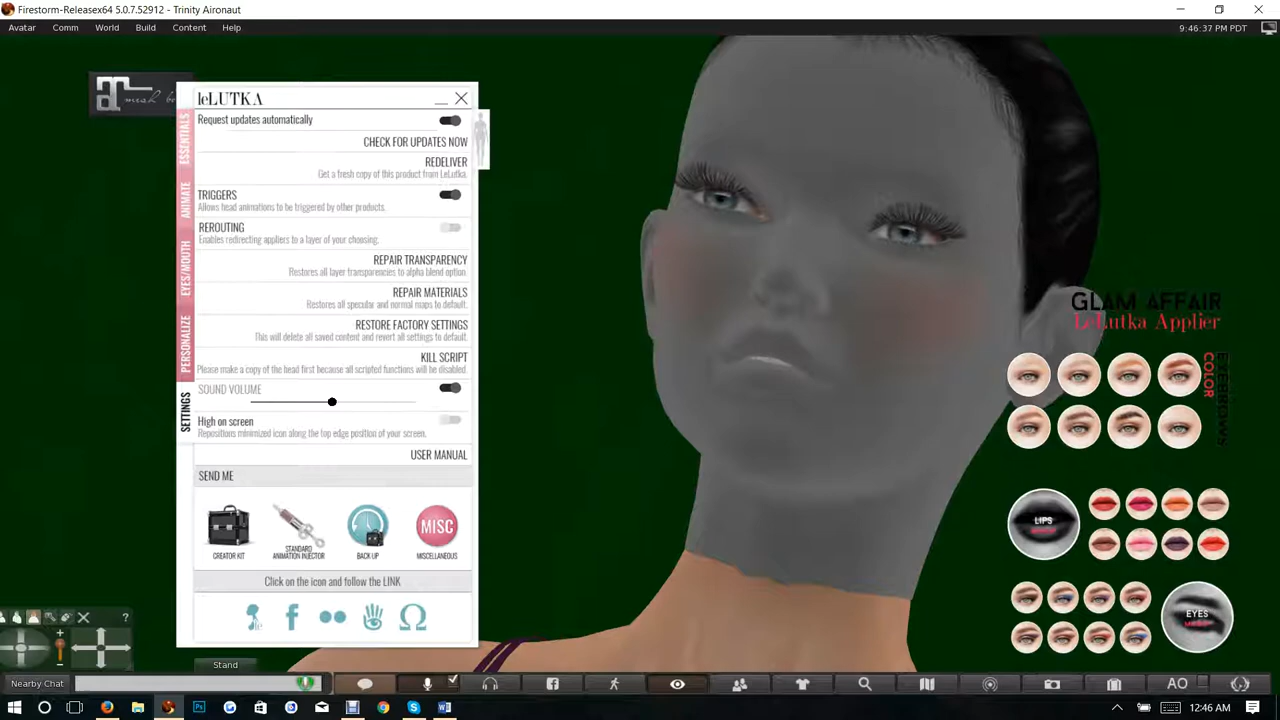 Firestorm-Releasex64 5.0.7.52912 - Trinity Aironaut
Avatar Comm World Build Content Help
9:46:37 PM PDT
leLUTKA
Request updates automatically
CHECK FOR UPDATES NOW
REDELIVER
Get a fresh copy of this product from LeLutka.
TRIGGERS
Allows head animations to be triggered by other products.
REROUTING
Enables redirecting appliers to a layer of your choosing.
REPAIR TRANSPARENCY
Restores all layer transparencies to alpha blend option.
REPAIR MATERIALS
Restores all specular and normal maps to default.
RESTORE FACTORY SETTINGS
This will delete all saved content and revert all settings to default.
KILL SCRIPT
Please make a copy of the head first because all scripted functions will be disabled.
SOUND VOLUME
High on screen
Repositions minimized icon along the top edge position of your screen.
USER MANUAL
SEND ME
CREATOR KIT
STANDARD
ANIMATION INJECTOR
BACK UP
MISC
MISCELLANEOUS
Click on the icon and follow the LINK
ESSENTIALS
ANIMATE
EYES/MOUTH
PERSONALIZE
SETTINGS
GLAM AFFAIR
LeLutka Applier
COLOR
EYEBROWS
LIPS
EYES
?
Stand
Nearby Chat
AO
12:46 AM